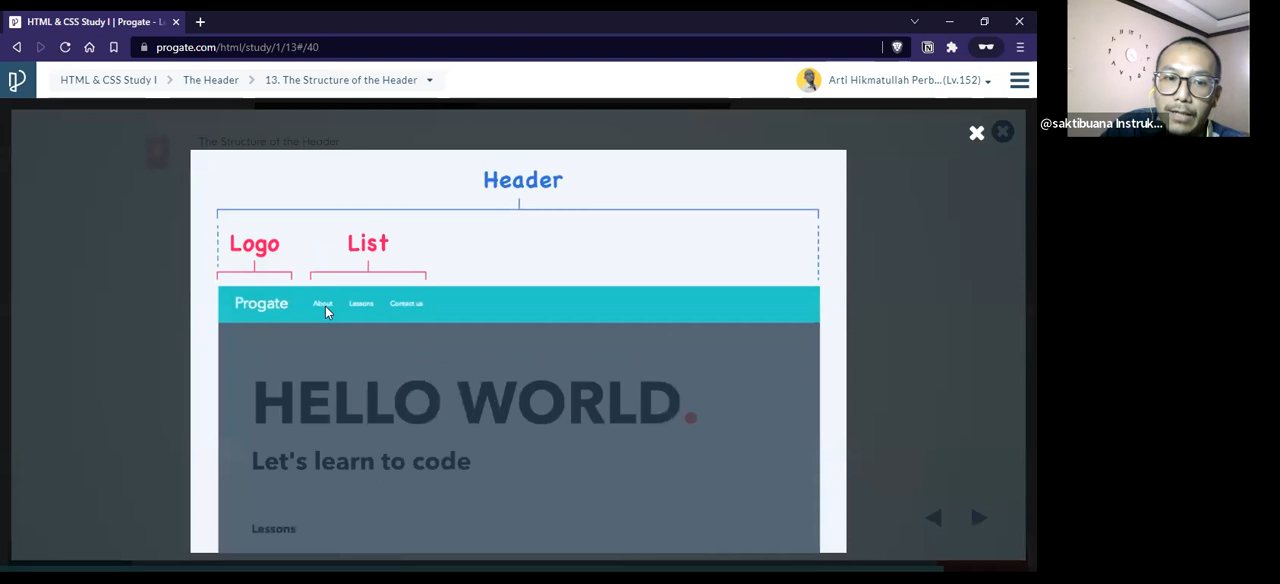 HTML & CSS Study I | Progate - L
progate.com/html/study/1/13#/40
HTML & CSS Study I
The Header
13. The Structure of the Header
Arti Hikmatullah Perb...(Lv.152)
@saktibuana Instruk...
The Structure of the Header
Header
Logo
List
Progate
About
Lessons
Contact us
HELLO WORLD.
Let's learn to code
Lessons